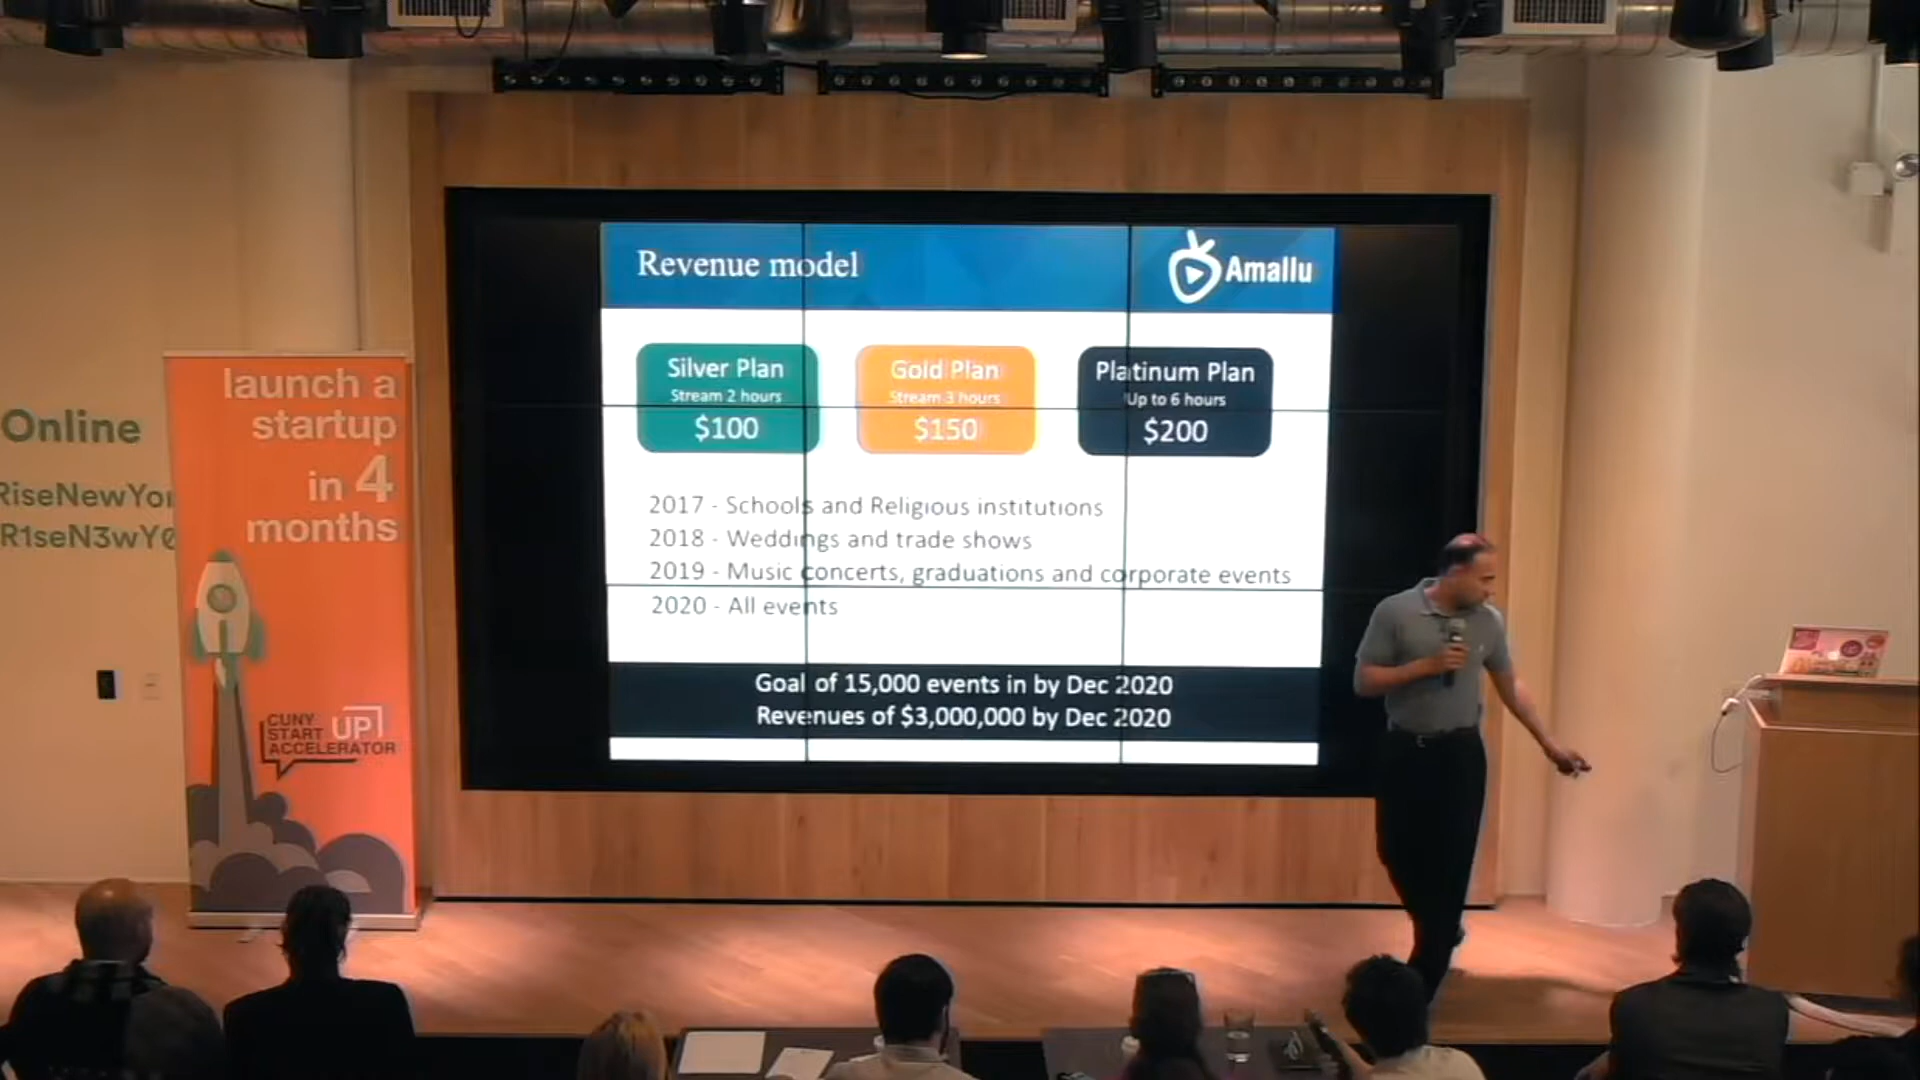 Online
RiseNewYor
R1seN3wY0
launch a
startup
in 4
months
CUNY
START UP
ACCELERATOR
Revenue model
Amallu
Silver Plan
Stream 2 hours
$100
Gold Plan
Stream 3 hours
$150
Platinum Plan
Up to 6 hours
$200
2017 - Schools and Religious institutions
2018 - Weddings and trade shows
2019 - Music concerts, graduations and corporate events
2020 - All events
Goal of 15,000 events in by Dec 2020
Revenues of $3,000,000 by Dec 2020